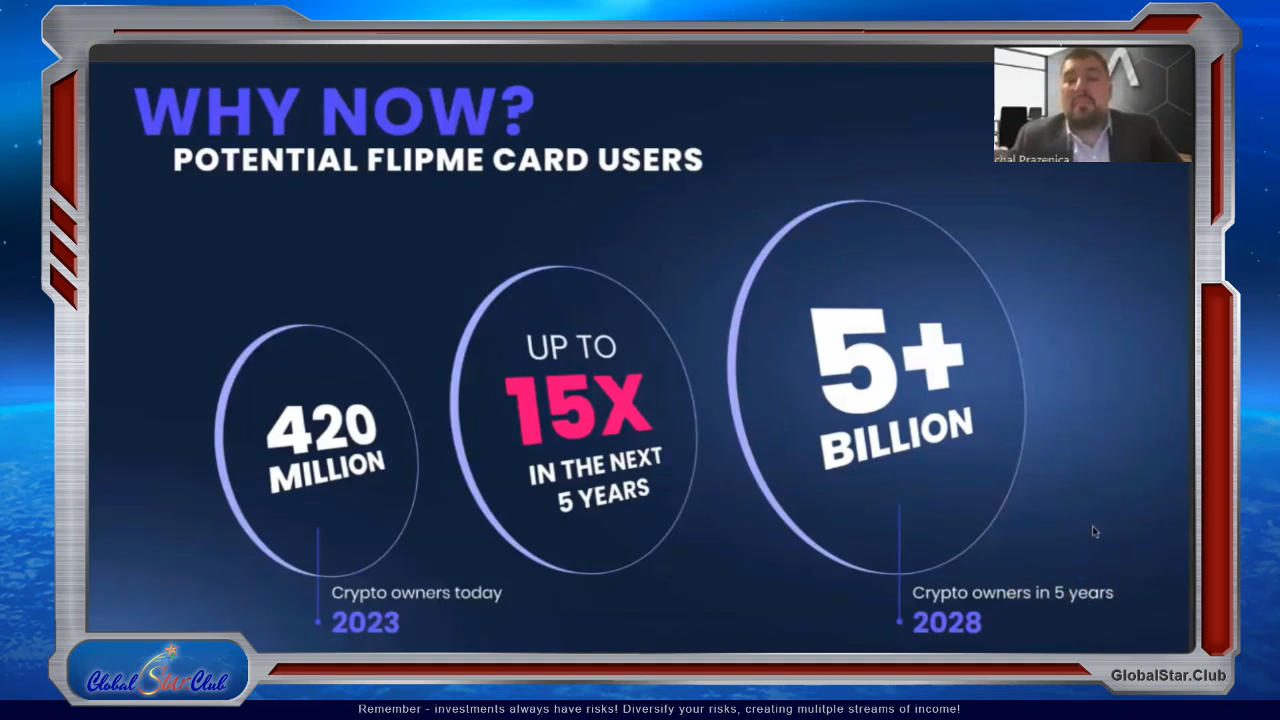 WHY NOW?
POTENTIAL FLIPME CARD USERS
chal Prazenica
420
MILLION
UP TO
15X
IN THE NEXT
5 YEARS
5+
BILLION
Crypto owners today
2023
Crypto owners in 5 years
2028
Global Star Club
GlobalStar.Club
Remember - investments always have risks! Diversify your risks, creating mulitple streams of income!